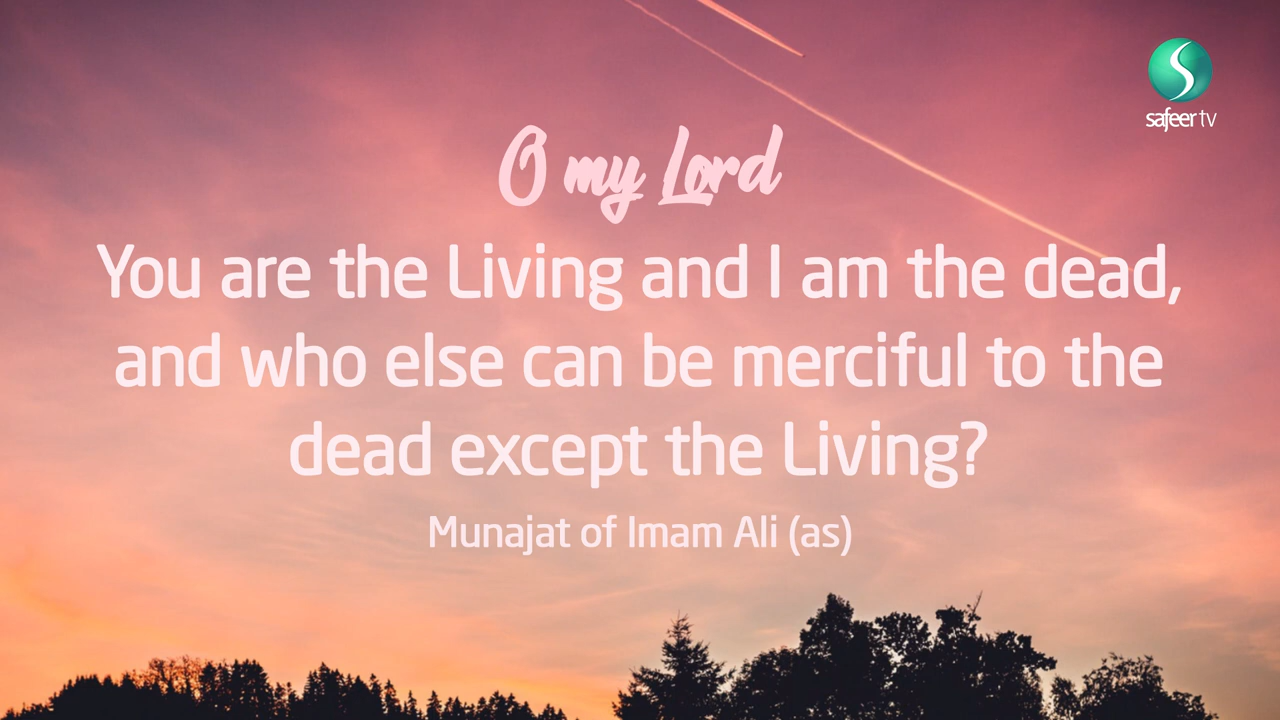 safeer tv
O my Lord
You are the Living and I am the dead,
and who else can be merciful to the
dead except the Living?
Munajat of Imam Ali (as)